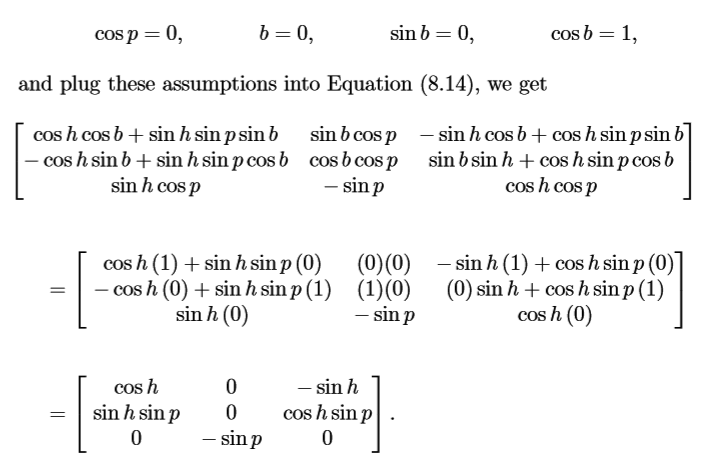 cos p = 0, b = 0, sin b = 0, cos b = 1,
and plug these assumptions into Equation (8.14), we get
[ cos h cos b + sin h sin p sin b   sin b cos p   − sin h cos b + cos h sin p sin b ]
[ − cos h sin b + sin h sin p cos b   cos b cos p   sin b sin h + cos h sin p cos b ]
[ sin h cos p   − sin p   cos h cos p ]
[ cos h (1) + sin h sin p (0)   (0)(0)   − sin h (1) + cos h sin p (0) ]
= [ − cos h (0) + sin h sin p (1)   (1)(0)   (0) sin h + cos h sin p (1) ]
[ sin h (0)   − sin p   cos h (0) ]
[ cos h   0   − sin h ]
= [ sin h sin p   0   cos h sin p ] .
[ 0   − sin p   0 ]